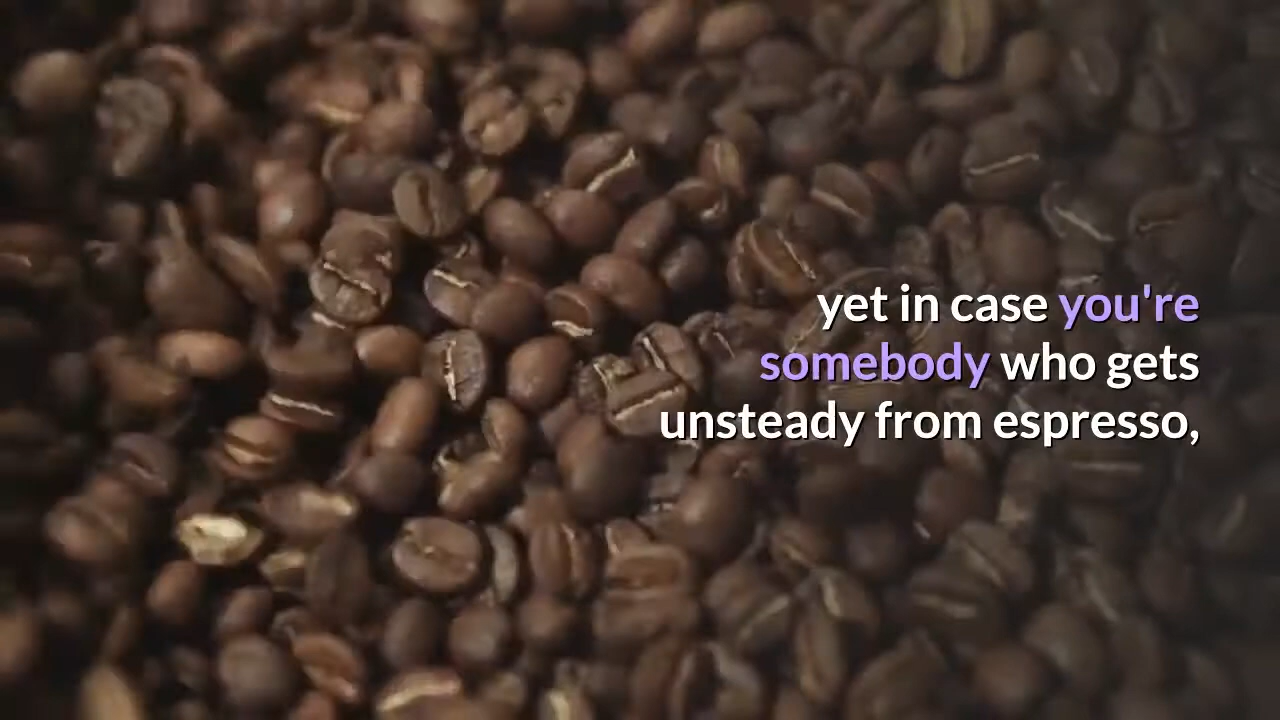 yet in case you're
somebody who gets
unsteady from espresso,